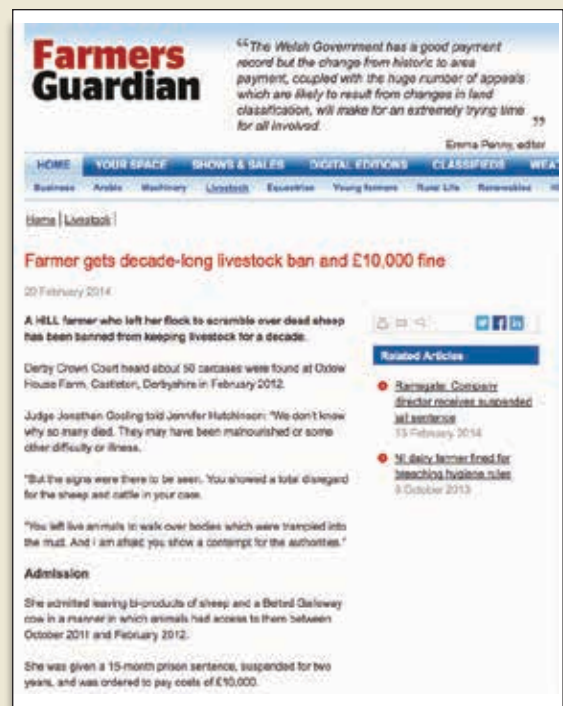 Farmers
Guardian
“The Welsh Government has a good payment
record but the change from historic to area
payment, coupled with the huge number of appeals
which are likely to result from changes in land
classification, will make for an extremely trying time
for all involved. ”
Emma Penny, editor
HOME YOUR SPACE SHOWS & SALES DIGITAL EDITIONS CLASSIFIEDS WEA
Business Arable Machinery Livestock Equestrian Young farmers Rural Life Renewables
Home | Livestock |
Farmer gets decade-long livestock ban and £10,000 fine
20 February 2014
A HILL farmer who left her flock to scramble over dead sheep
has been banned from keeping livestock for a decade.
Derby Crown Court heard about 50 carcases were found at Oxlow
House Farm, Castleton, Derbyshire in February 2012.
Judge Jonathan Gosling told Jennifer Hutchinson: "We don't know
why so many died. They may have been malnourished or some
other difficulty or illness.
"But the signs were there to be seen. You showed a total disregard
for the sheep and cattle in your case.
"You left live animals to walk over bodies which were trampled into
the mud. And I am afraid you show a contempt for the authorities."
Admission
She admitted leaving bi-products of sheep and a Belted Galloway
cow in a manner in which animals had access to them between
October 2011 and February 2012.
She was given a 15-month prison sentence, suspended for two
years, and was ordered to pay costs of £10,000.
Related Articles
Ramsgate: Company
director receives suspended
jail sentence
13 February 2014
NI dairy farmer fined for
breaching hygiene rules
8 October 2013